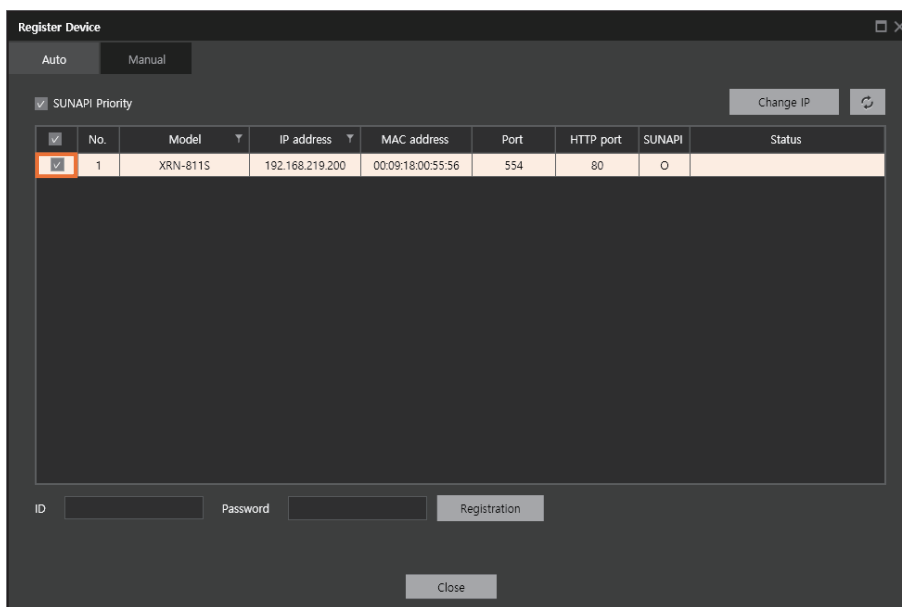 Register Device
Auto Manual
SUNAPI Priority Change IP
No. Model IP address MAC address Port HTTP port SUNAPI Status
1 XRN-811S 192.168.219.200 00:09:18:00:55:56 554 80 O
ID Password Registration
Close